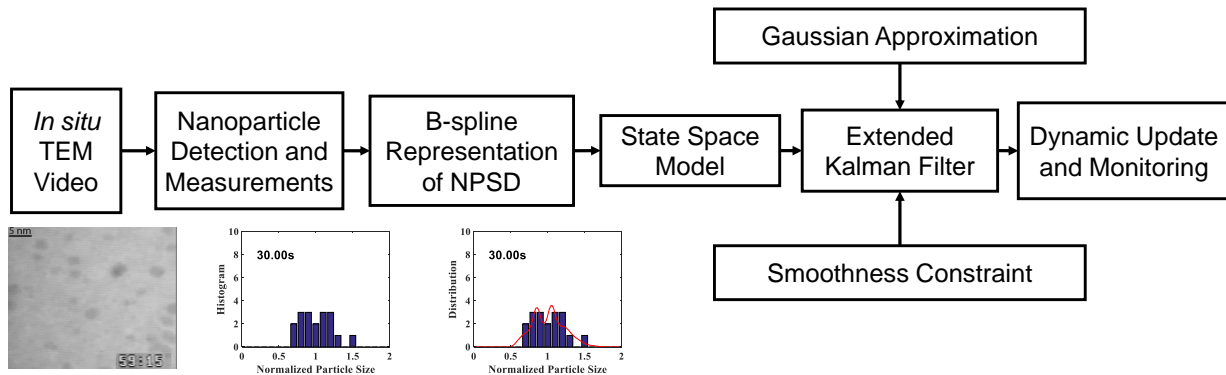 Gaussian Approximation
In situ
TEM
Video
Nanoparticle
Detection and
Measurements
B-spline
Representation
of NPSD
State Space
Model
Extended
Kalman Filter
Dynamic Update
and Monitoring
Smoothness Constraint
5 nm
59:15
10
8
6
4
2
0
Histogram
30.00s
0 0.5 1 1.5 2
Normalized Particle Size
10
8
6
4
2
0
Distribution
30.00s
0 0.5 1 1.5 2
Normalized Particle Size